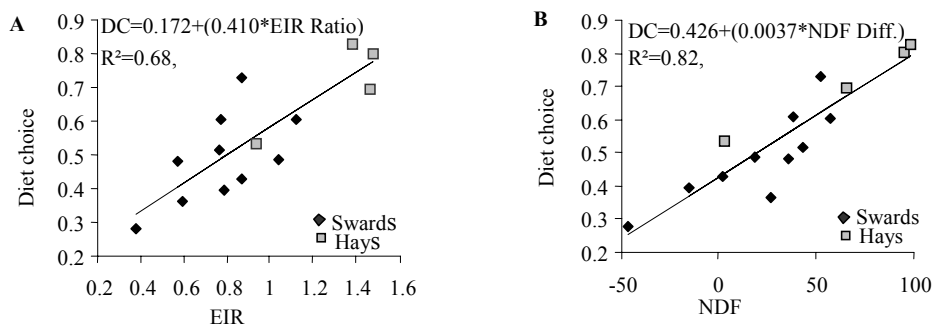 A
DC=0.172+(0.410*EIR Ratio)
R²=0.68,
0.9
0.8
0.7
0.6
0.5
0.4
0.3
0.2
Diet choice
SwardS
HayS
0.2 0.4 0.6 0.8 1 1.2 1.4 1.6
EIR
B
DC=0.426+(0.0037*NDF Diff.)
R²=0.82,
0.9
0.8
0.7
0.6
0.5
0.4
0.3
0.2
Diet choice
SwardS
HayS
-50 0 50 100
NDF